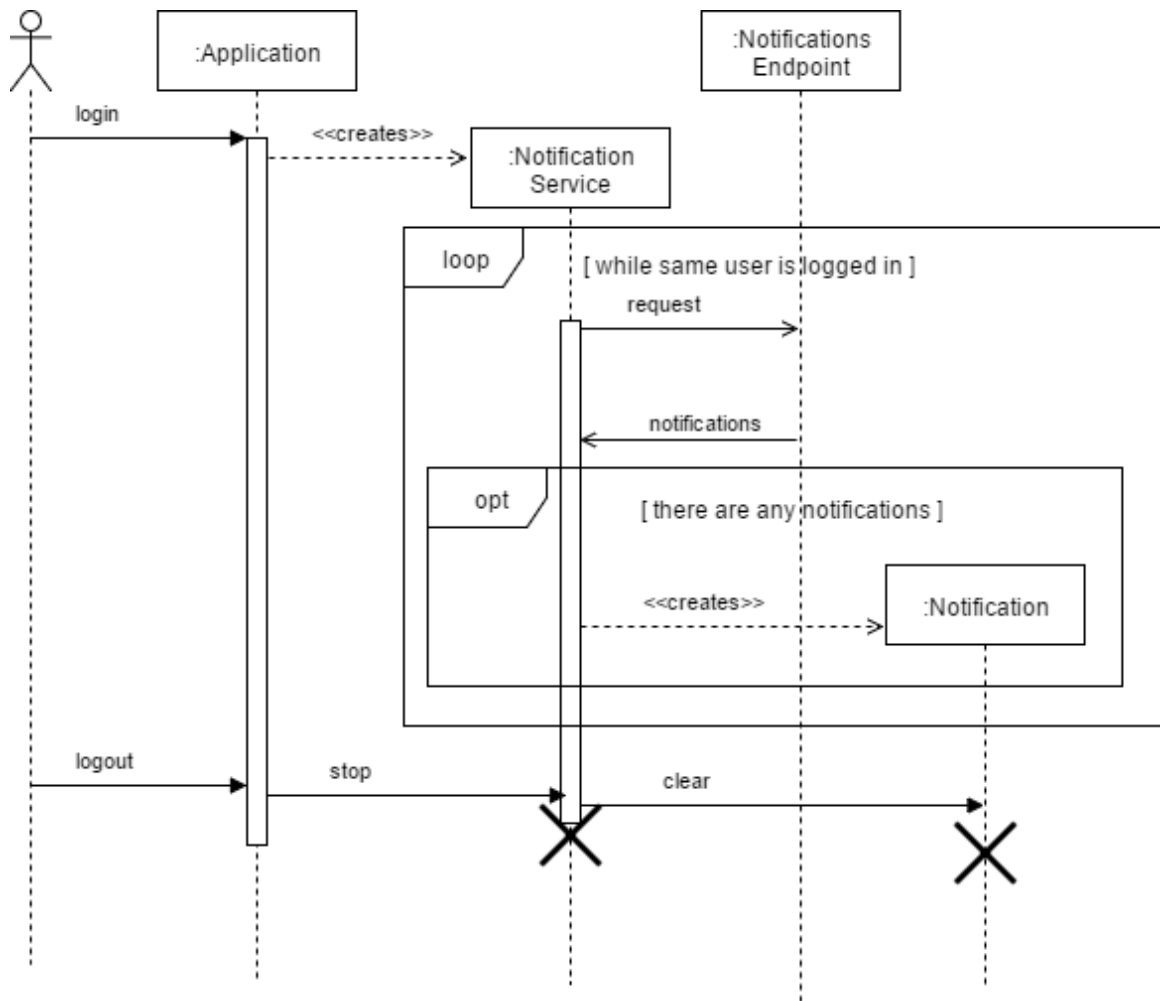 :Application
:Notifications
Endpoint
login
<<creates>>
:Notification
Service
loop
[ while same user is logged in ]
request
notifications
opt
[ there are any notifications ]
<<creates>>
:Notification
logout
stop
clear